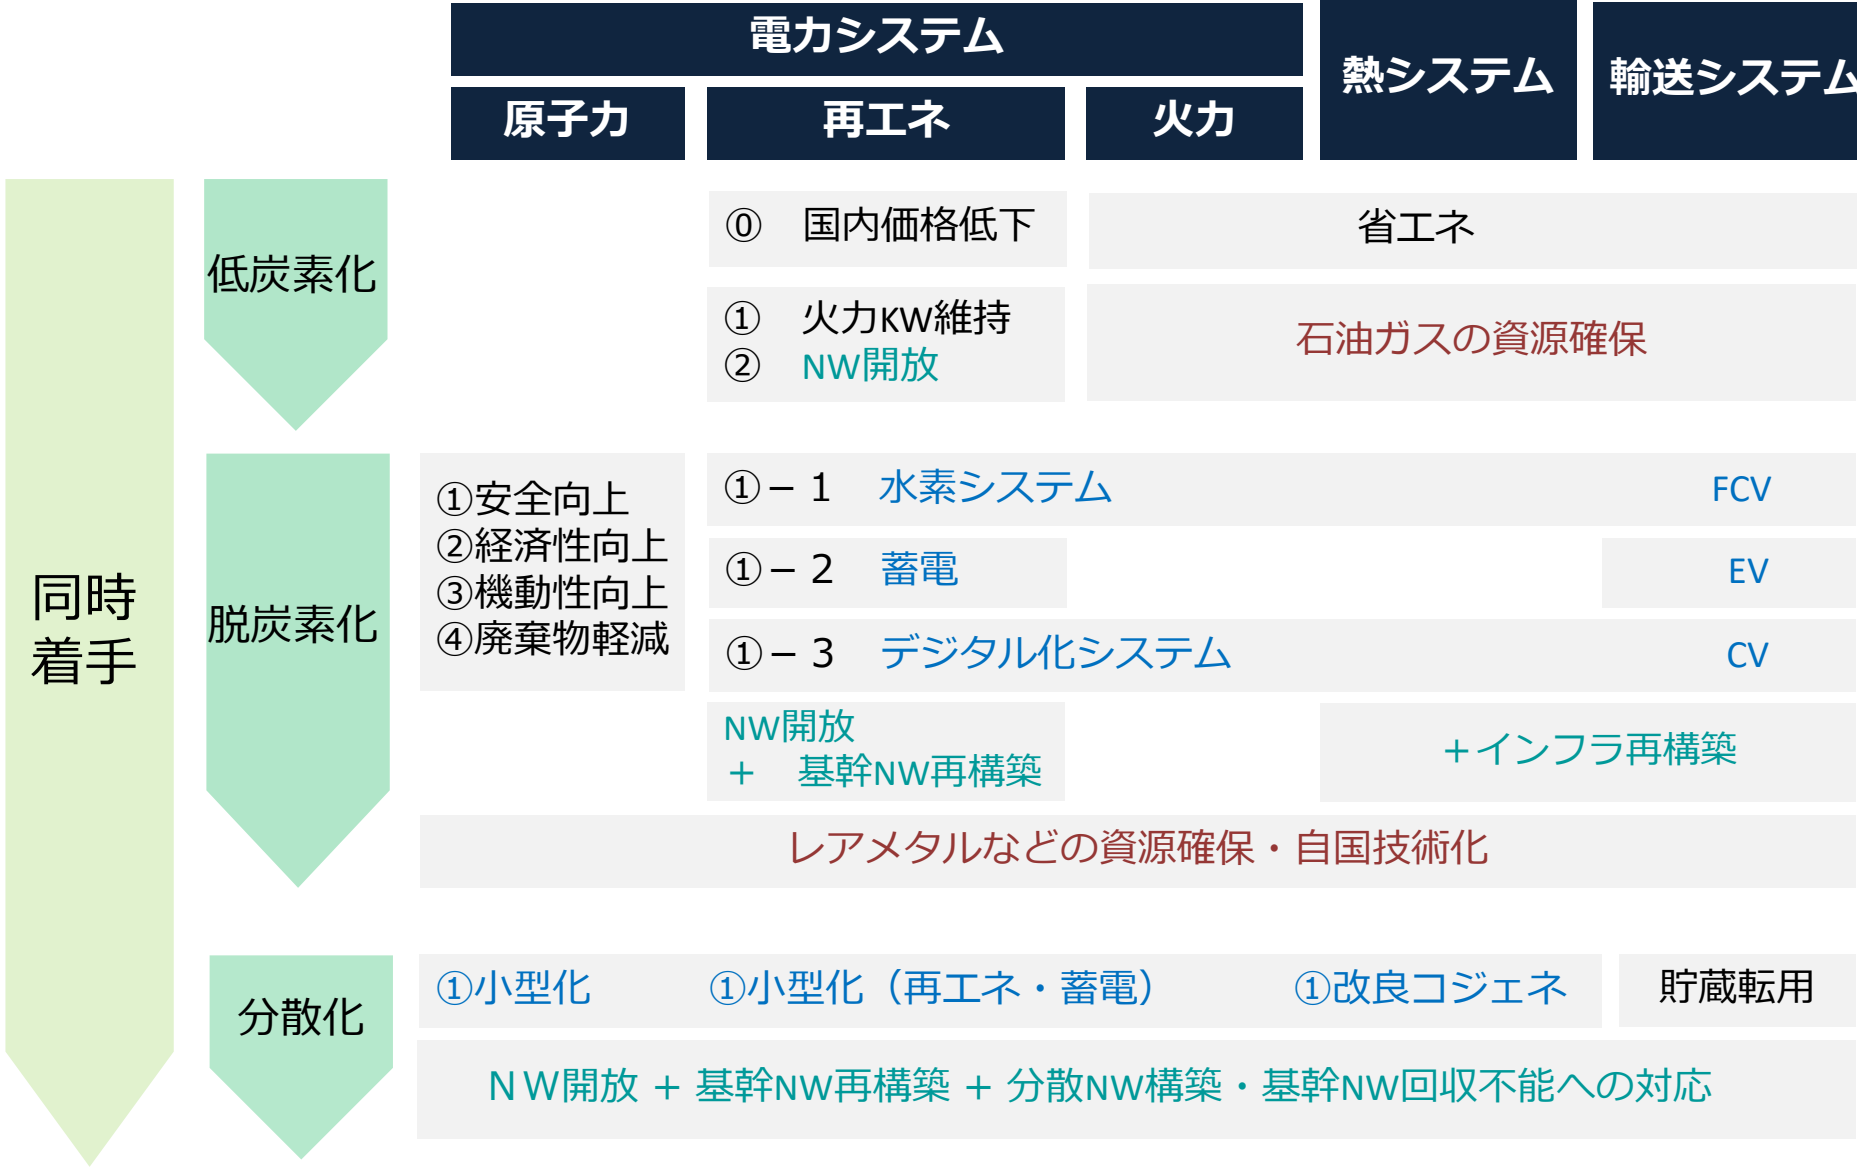 電力システム
熱システム
輸送システム
原子力
再エネ
火力
同時
着手
低炭素化
⓪ 国内価格低下
省エネ
① 火力KW維持
② NW開放
石油ガスの資源確保
脱炭素化
①安全向上
②経済性向上
③機動性向上
④廃棄物軽減
①－１ 水素システム
FCV
①－２ 蓄電
EV
①－３ デジタル化システム
CV
NW開放
＋ 基幹NW再構築
＋インフラ再構築
レアメタルなどの資源確保・自国技術化
分散化
①小型化
①小型化（再エネ・蓄電）
①改良コジェネ
貯蔵転用
ＮＷ開放 ＋ 基幹NW再構築 ＋ 分散NW構築・基幹NW回収不能への対応